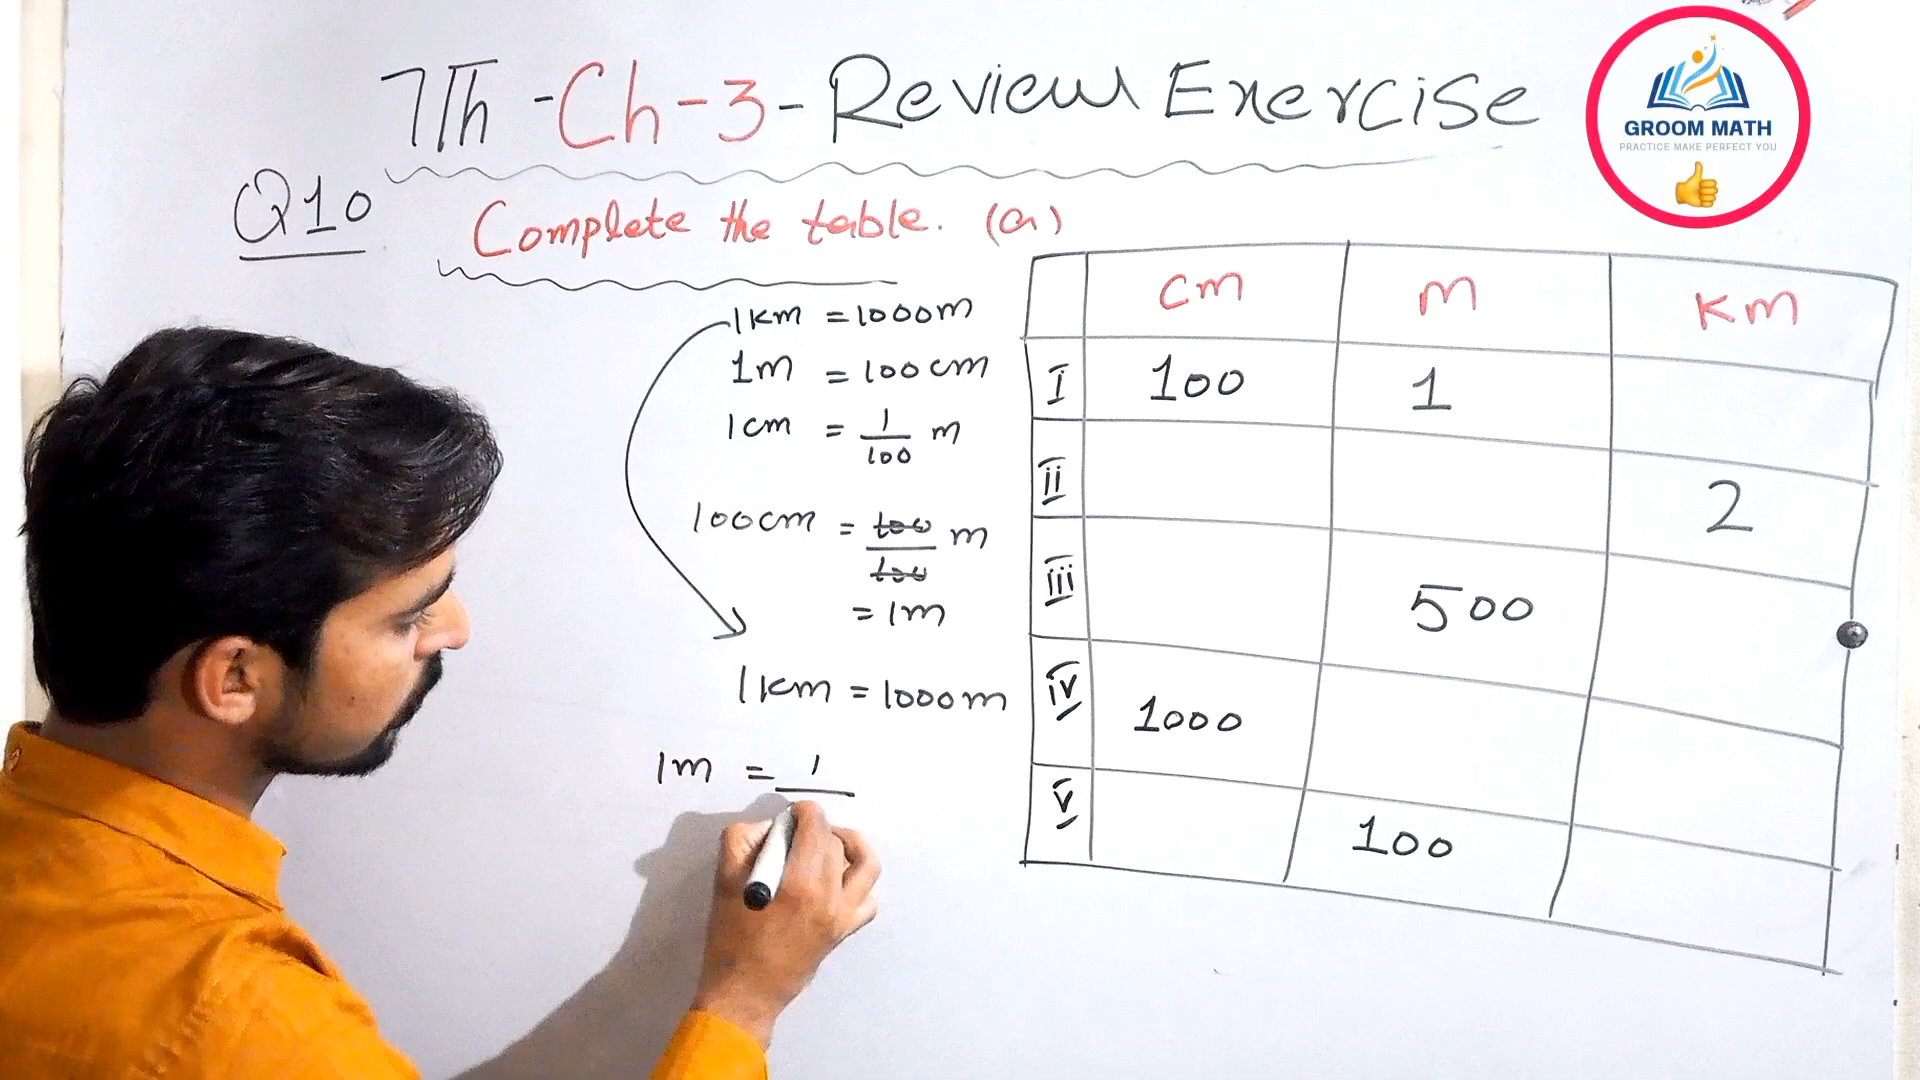 7Th - Ch - 3 - Review Exercise
GROOM MATH
PRACTICE MAKE PERFECT YOU
Q10 Complete the table. (a)
1km = 1000m
1m = 100cm
1cm = 1/100 m
100cm = 100/100 m
= 1m
1km = 1000m
1m = 1
cm m Km
i 100 1
ii 2
iii 500
iv 1000
v 100